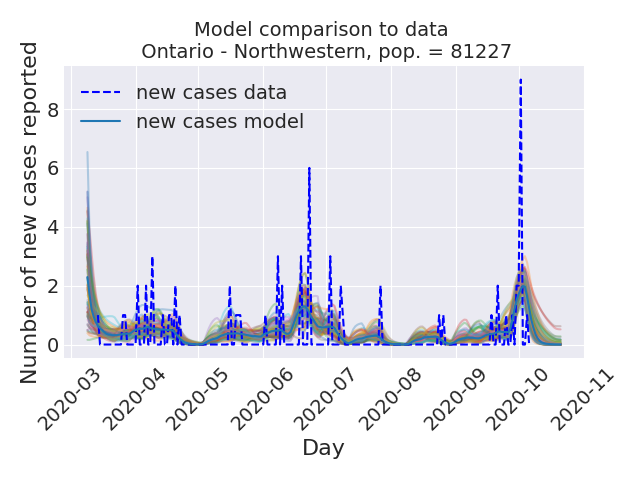 Model comparison to data
Ontario - Northwestern, pop. = 81227
Number of new cases reported
new cases data
new cases model
8
6
4
2
0
2020-03
2020-04
2020-05
2020-06
2020-07
2020-08
2020-09
2020-10
2020-11
Day